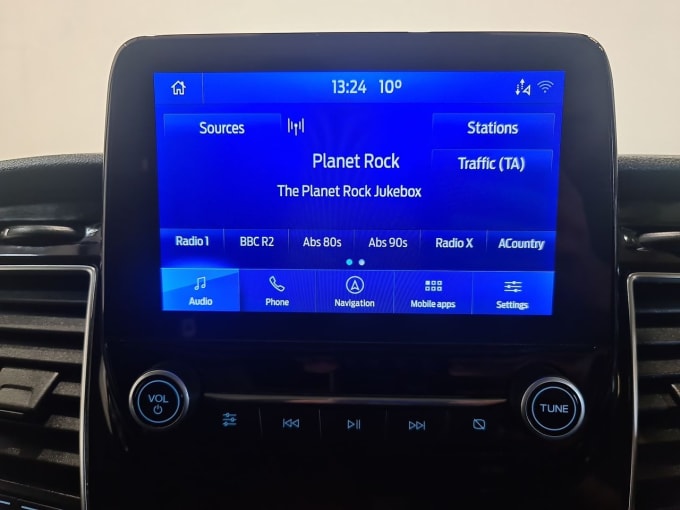 13:24 10º
Sources
Stations
Planet Rock
Traffic (TA)
The Planet Rock Jukebox
Radio 1 BBC R2 Abs 80s Abs 90s Radio X ACountry
Audio Phone Navigation Mobile apps Settings
VOL
TUNE